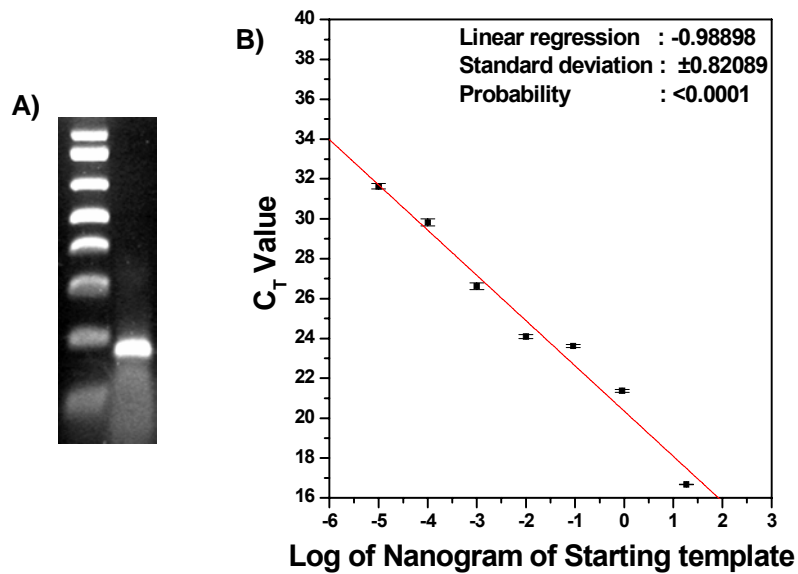 A)
B)
Linear regression : -0.98898
Standard deviation : ±0.82089
Probability : <0.0001
40
38
36
34
32
30
28
26
24
22
20
18
16
C_T Value
-6 -5 -4 -3 -2 -1 0 1 2 3
Log of Nanogram of Starting template